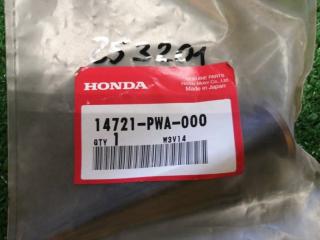 253201
HONDA
GENUINE PARTS
Honda Motor Co., Ltd.
Made in Japan
14721-PWA-000
QTY 1 W3V14